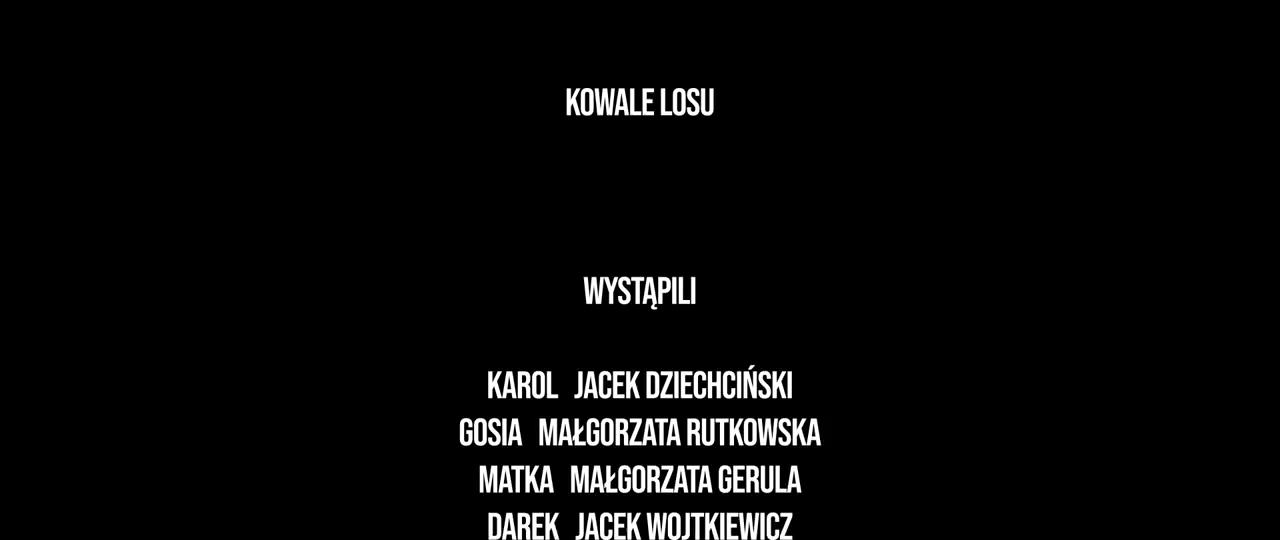 KOWALE LOSU
WYSTĄPILI
KAROL JACEK DZIECHCIŃSKI
GOSIA MAŁGORZATA RUTKOWSKA
MATKA MAŁGORZATA GERULA
DAREK JACEK WOJTKIEWICZ